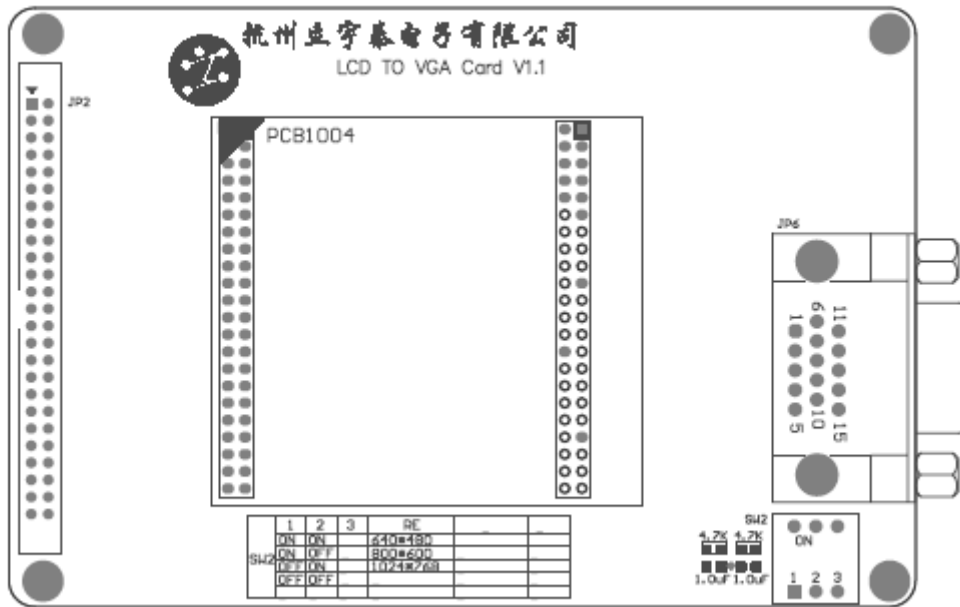 杭州立宇泰电子有限公司
LCD TO VGA Card V1.1
JP2
PCB1004
JP6
1 6 11
5 10 15
SW2
1 2 3 RE
ON ON 640*480
ON OFF 800*600
OFF ON 1024*768
OFF OFF
SW2
ON
4.7K 4.7K
1.0uF 1.0uF
1 2 3